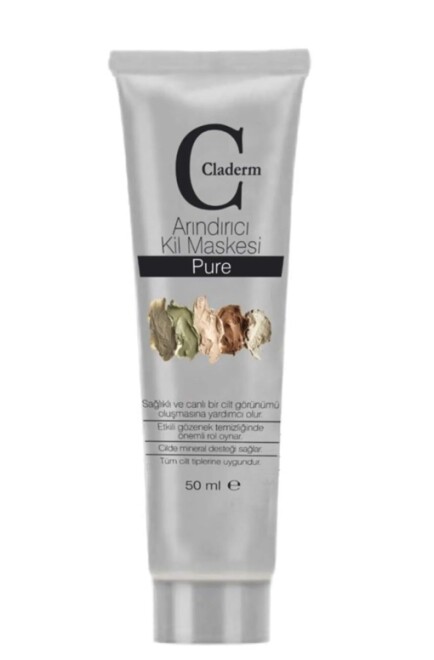 C
Claderm
Arındırıcı
Kil Maskesi
Pure
Sağlıklı ve canlı bir cilt görünümü
oluşmasına yardımcı olur.
Etkili gözenek temizliğinde
önemli rol oynar.
Cilde mineral desteği sağlar.
Tüm cilt tiplerine uygundur.
50 ml ℮